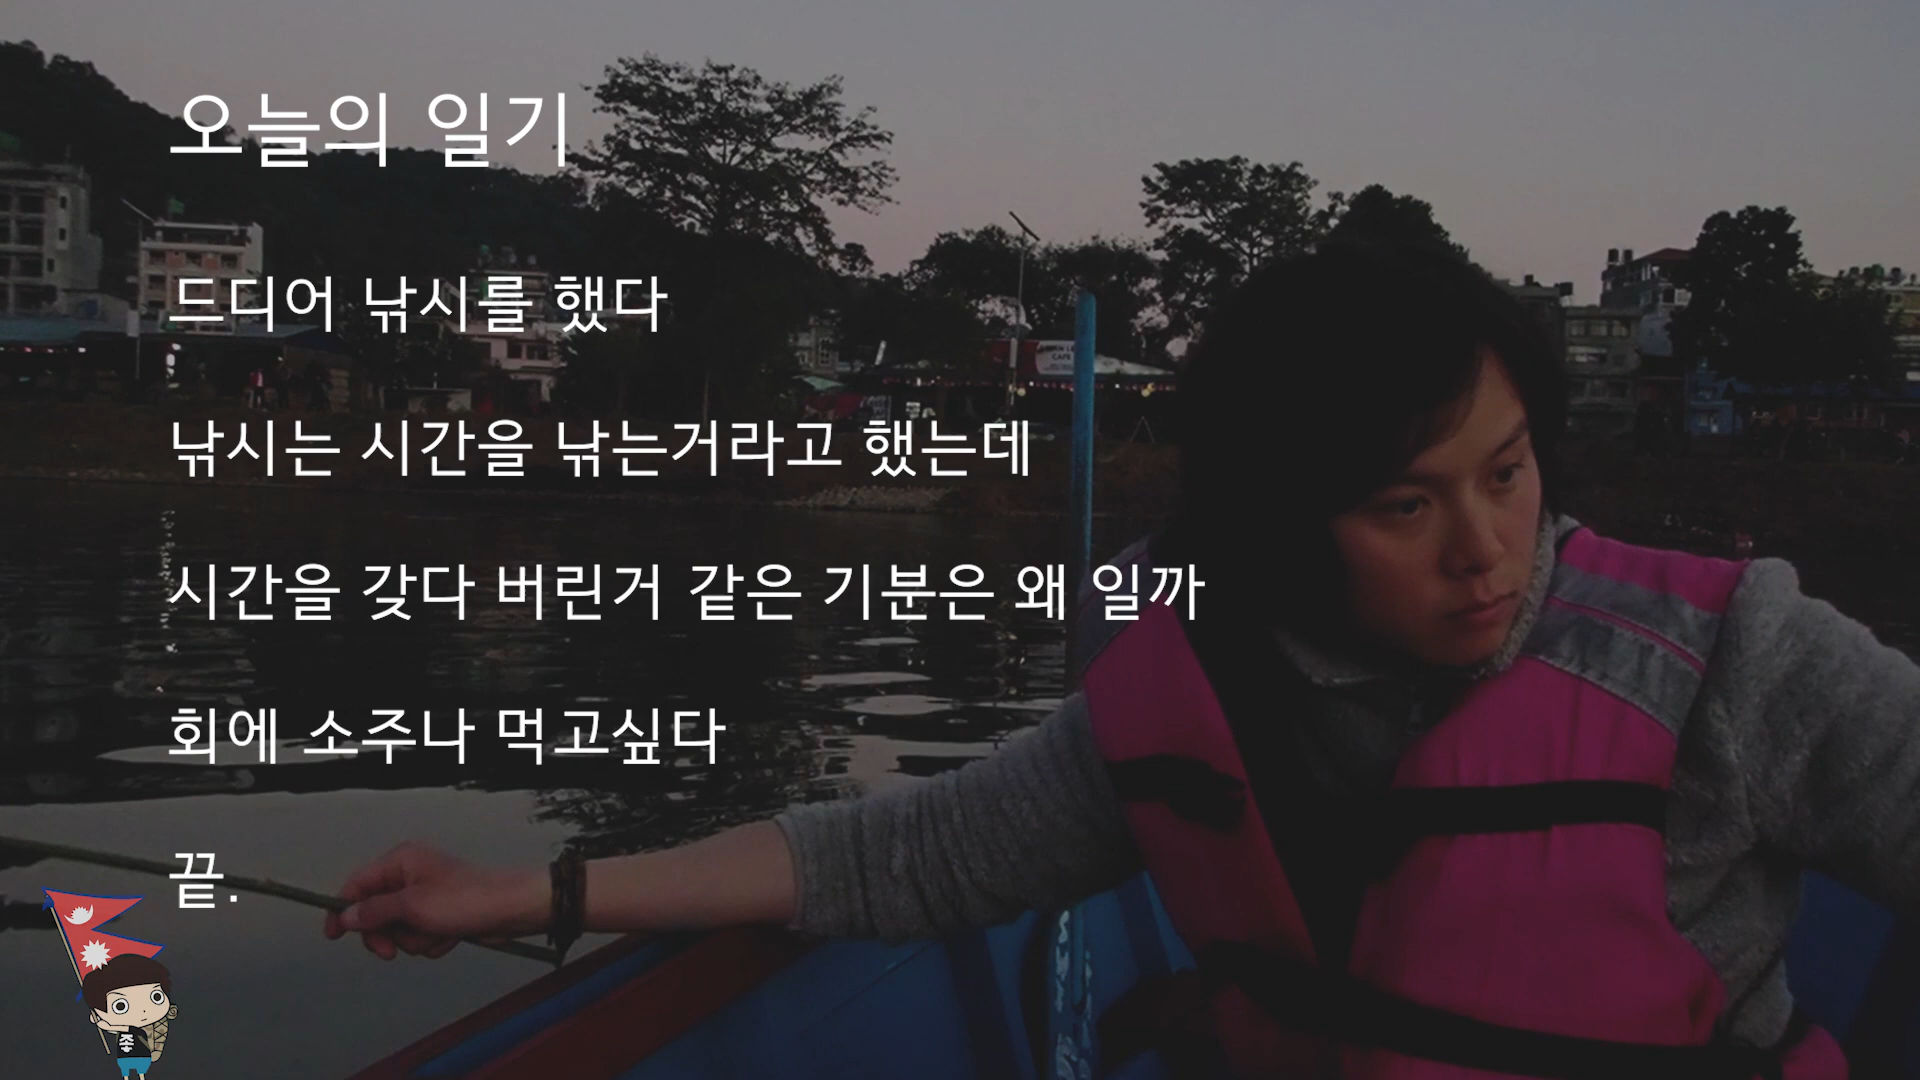 오늘의 일기
드디어 낚시를 했다
낚시는 시간을 낚는거라고 했는데
시간을 갖다 버린거 같은 기분은 왜 일까
회에 소주나 먹고싶다
끝.